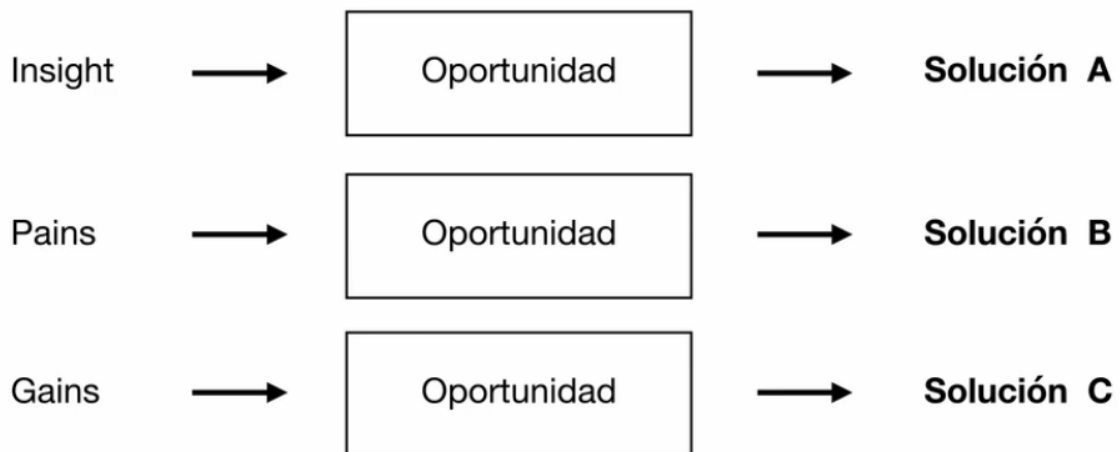 Insight Oportunidad Solución A
Pains Oportunidad Solución B
Gains Oportunidad Solución C